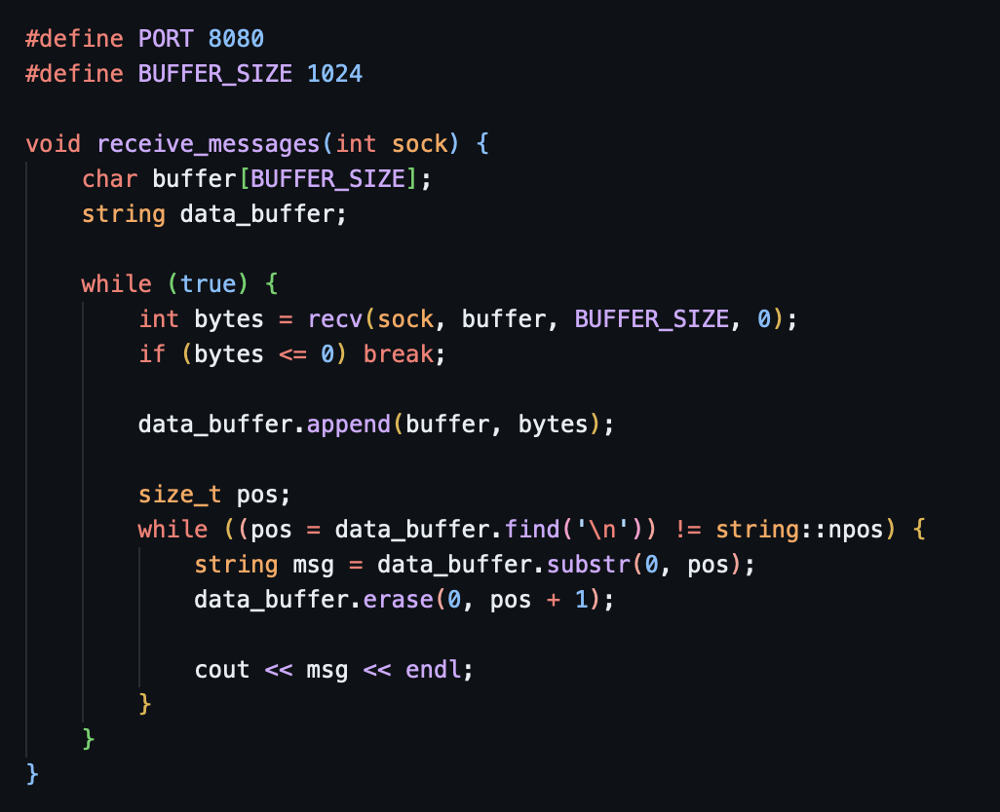 #define PORT 8080
#define BUFFER_SIZE 1024

void receive_messages(int sock) {
    char buffer[BUFFER_SIZE];
    string data_buffer;

    while (true) {
        int bytes = recv(sock, buffer, BUFFER_SIZE, 0);
        if (bytes <= 0) break;

        data_buffer.append(buffer, bytes);

        size_t pos;
        while ((pos = data_buffer.find('\n')) != string::npos) {
            string msg = data_buffer.substr(0, pos);
            data_buffer.erase(0, pos + 1);

            cout << msg << endl;
        }
    }
}